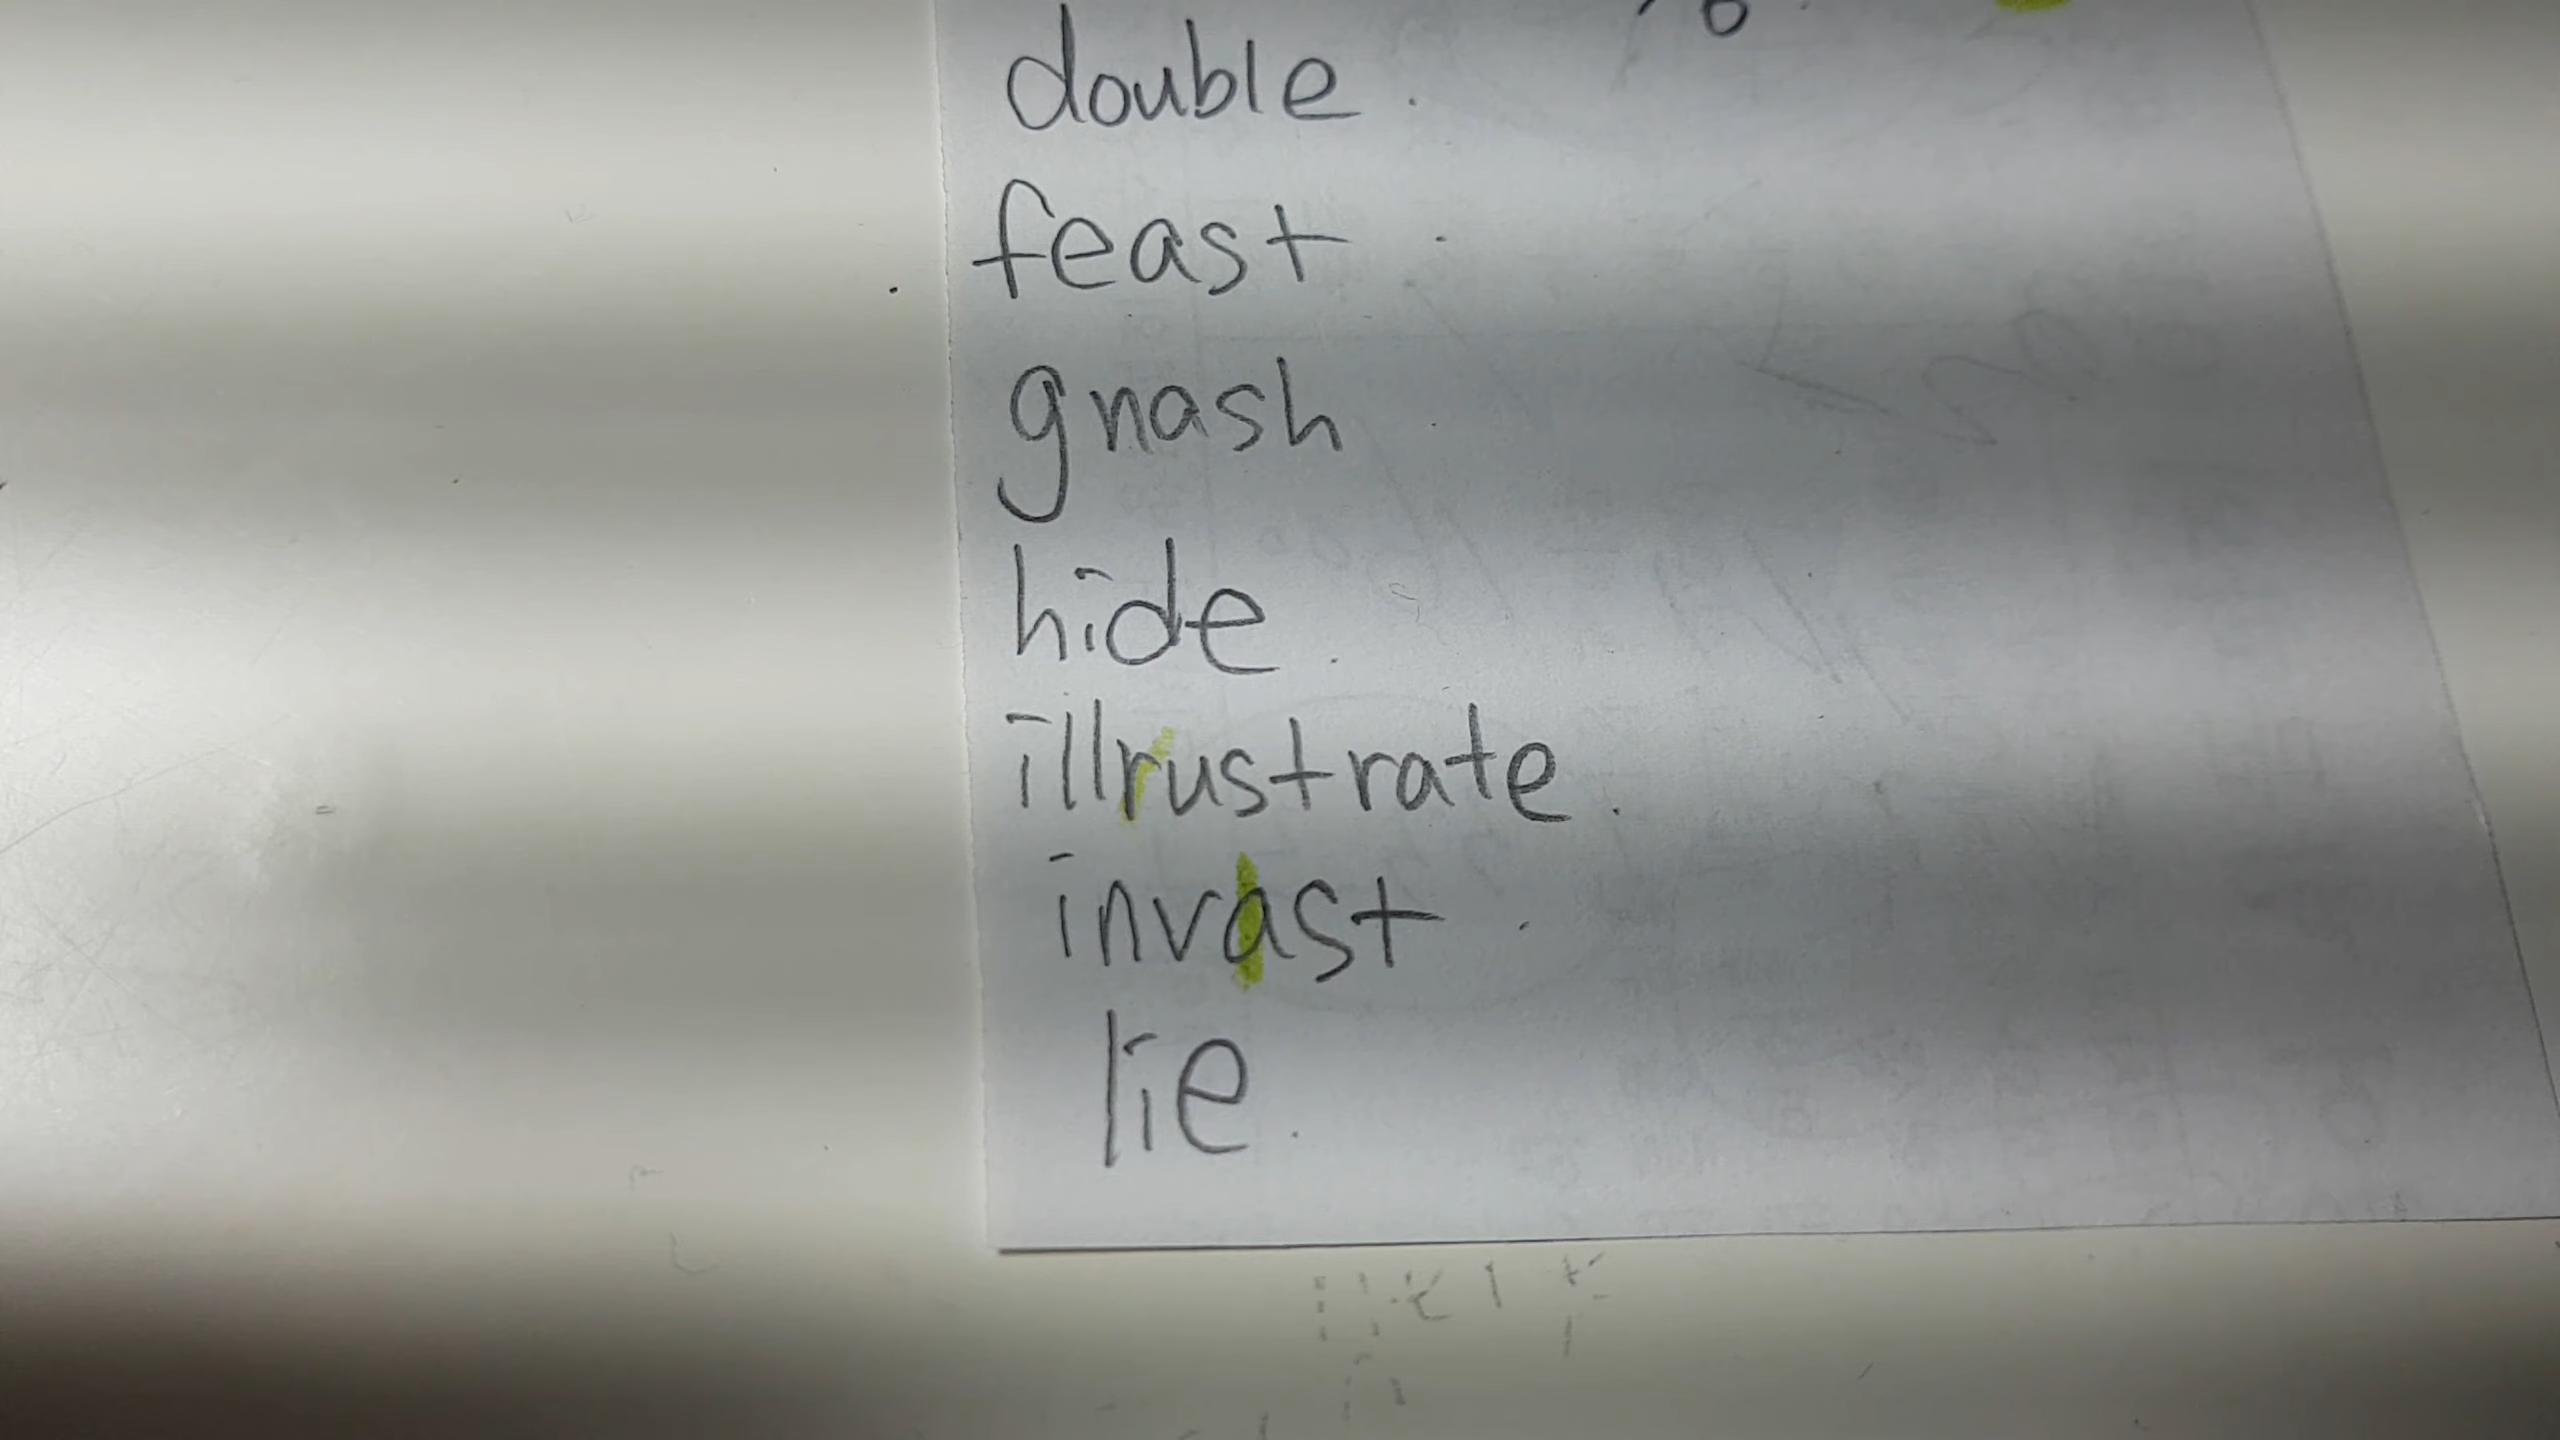 double.
feast.
gnash.
hide.
illrustrate.
invast.
lie.